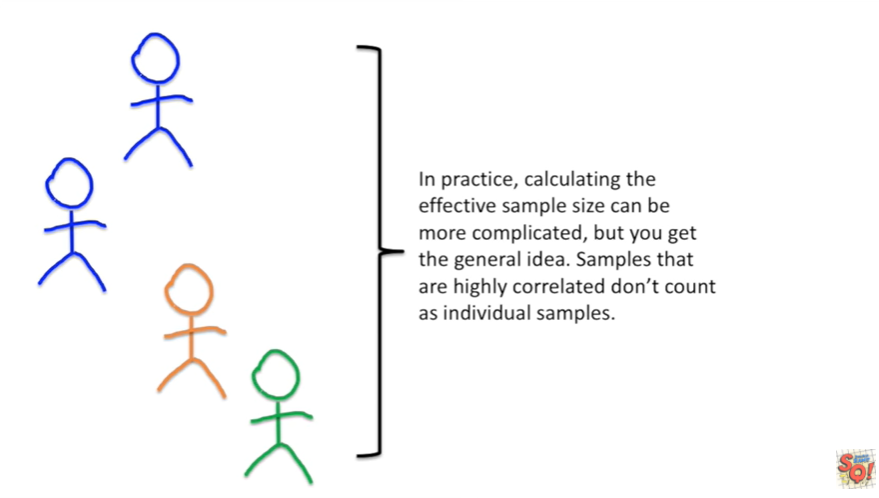 In practice, calculating the
effective sample size can be
more complicated, but you get
the general idea. Samples that
are highly correlated don’t count
as individual samples.
SQ!